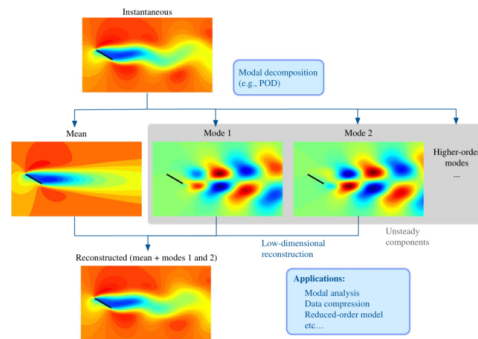 Instantaneous
Modal decomposition
(e.g., POD)
Mean
Mode 1
Mode 2
Higher-order
modes
...
Unsteady
components
Low-dimensional
reconstruction
Reconstructed (mean + modes 1 and 2)
Applications:
Modal analysis
Data compression
Reduced-order model
etc…